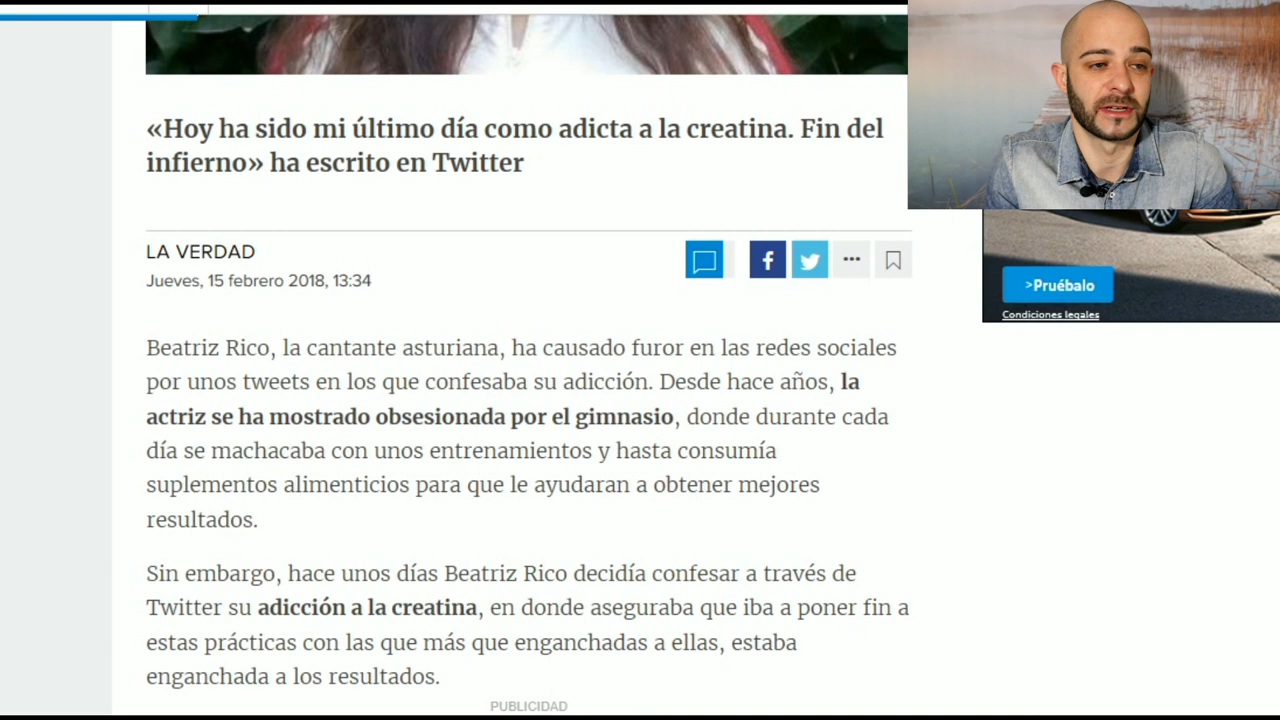 «Hoy ha sido mi último día como adicta a la creatina. Fin del
infierno» ha escrito en Twitter
LA VERDAD
Jueves, 15 febrero 2018, 13:34
>Pruébalo
Condiciones legales
Beatriz Rico, la cantante asturiana, ha causado furor en las redes sociales
por unos tweets en los que confesaba su adicción. Desde hace años, la
actriz se ha mostrado obsesionada por el gimnasio, donde durante cada
día se machacaba con unos entrenamientos y hasta consumía
suplementos alimenticios para que le ayudaran a obtener mejores
resultados.
Sin embargo, hace unos días Beatriz Rico decidía confesar a través de
Twitter su adicción a la creatina, en donde aseguraba que iba a poner fin a
estas prácticas con las que más que enganchadas a ellas, estaba
enganchada a los resultados.
PUBLICIDAD